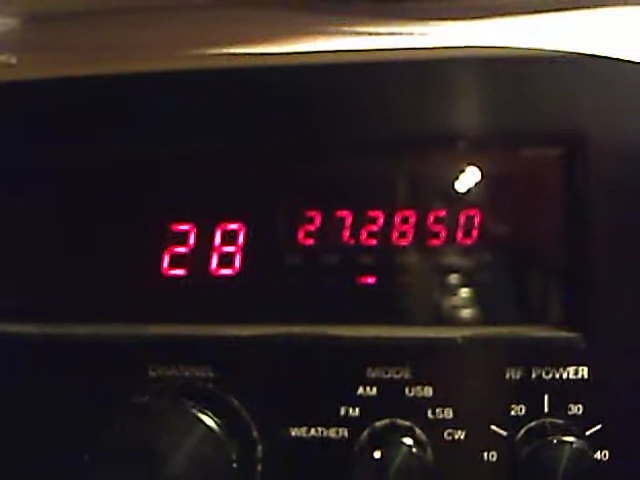 28 27.2850
CHANNEL MODE RF POWER
AM USB
FM LSB
WEATHER CW
20 30
10 40